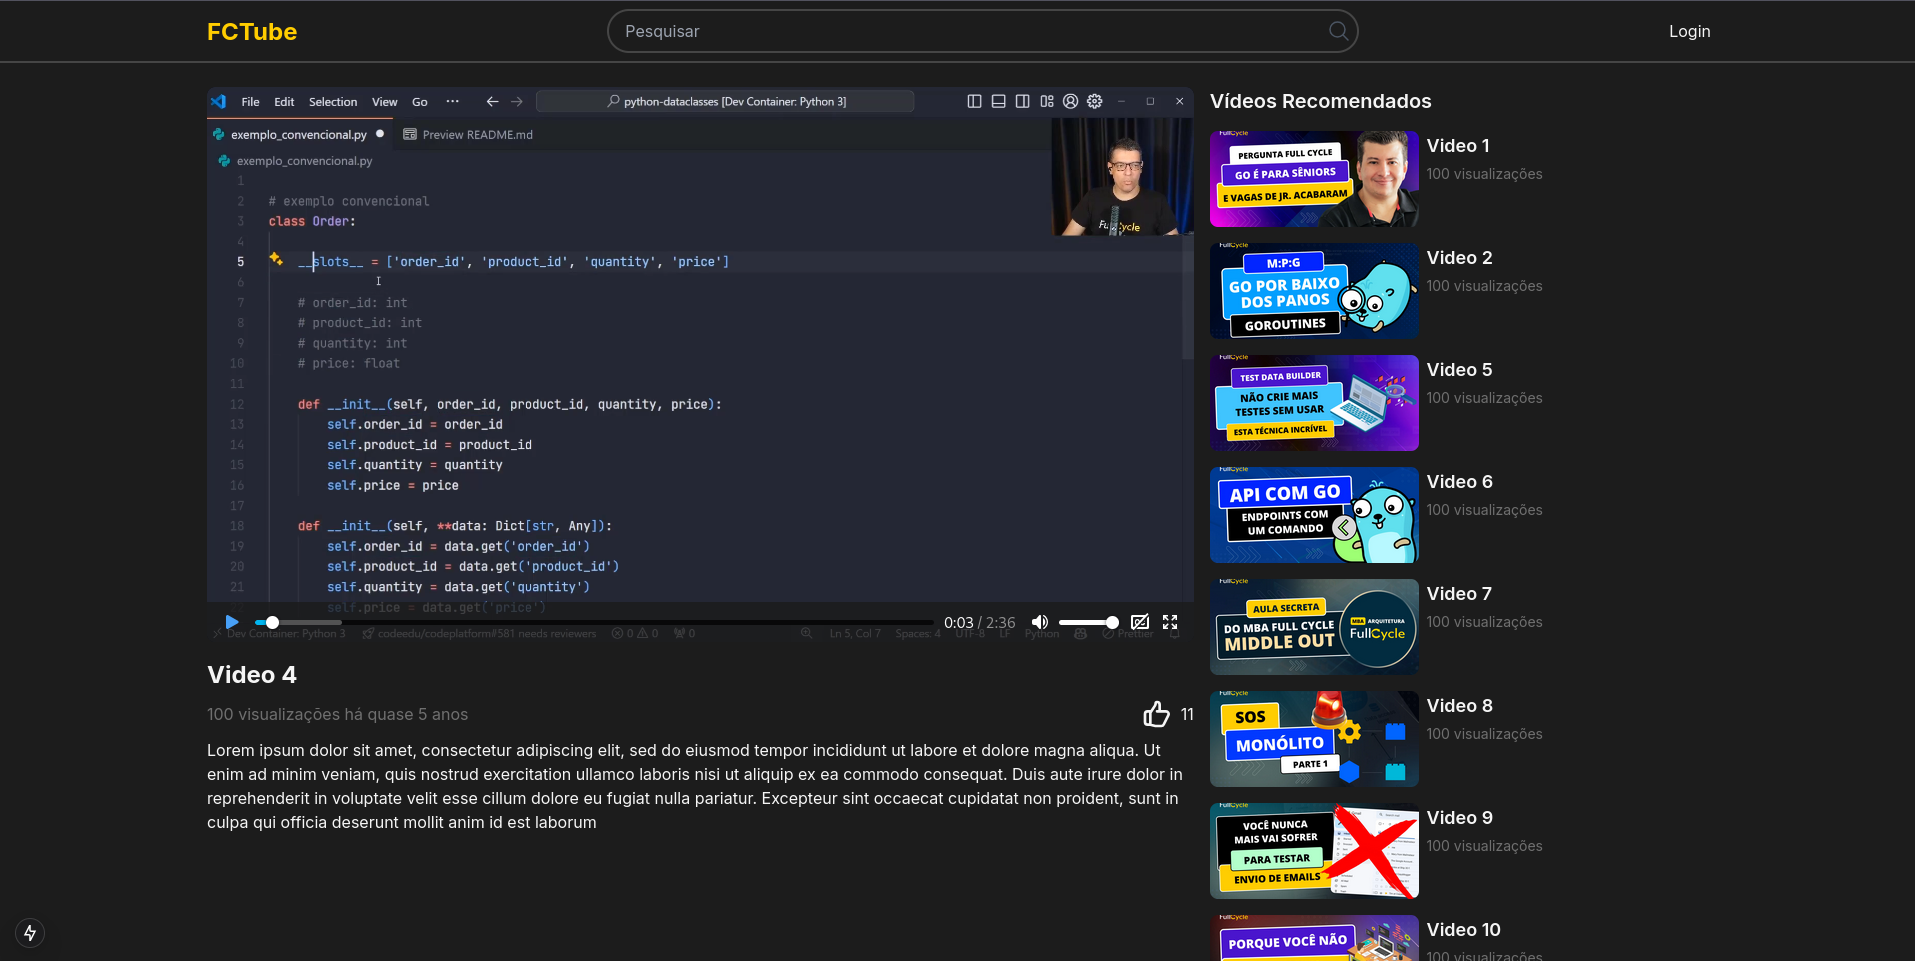 FCTube
Pesquisar
Login
File Edit Selection View Go ··· python-dataclasses [Dev Container: Python 3]
exemplo_convencional.py Preview README.md
exemplo_convencional.py
1
2 # exemplo convencional
3 class Order:
4
5 __slots__ = ['order_id', 'product_id', 'quantity', 'price']
6
7 # order_id: int
8 # product_id: int
9 # quantity: int
10 # price: float
11
12 def __init__(self, order_id, product_id, quantity, price):
13 self.order_id = order_id
14 self.product_id = product_id
15 self.quantity = quantity
16 self.price = price
17
18 def __init__(self, **data: Dict[str, Any]):
19 self.order_id = data.get('order_id')
20 self.product_id = data.get('product_id')
21 self.quantity = data.get('quantity')
self.price = data.get('price')
0:03 / 2:36
Dev Container: Python 3 codeedu/codeplatform#581 needs reviewers 0 0 0 Ln 5, Col 7 Spaces: 4 UTF-8 LF Python Prettier
Video 4
100 visualizações há quase 5 anos
11
Lorem ipsum dolor sit amet, consectetur adipiscing elit, sed do eiusmod tempor incididunt ut labore et dolore magna aliqua. Ut
enim ad minim veniam, quis nostrud exercitation ullamco laboris nisi ut aliquip ex ea commodo consequat. Duis aute irure dolor in
reprehenderit in voluptate velit esse cillum dolore eu fugiat nulla pariatur. Excepteur sint occaecat cupidatat non proident, sunt in
culpa qui officia deserunt mollit anim id est laborum
Vídeos Recomendados
FullCycle
PERGUNTA FULL CYCLE
GO É PARA SÊNIORS
E VAGAS DE JR. ACABARAM
Video 1
100 visualizações
M:P:G
GO POR BAIXO
DOS PANOS
GOROUTINES
Video 2
100 visualizações
FullCycle
TEST DATA BUILDER
NÃO CRIE MAIS
TESTES SEM USAR
ESTA TÉCNICA INCRÍVEL
Video 5
100 visualizações
FullCycle
API COM GO
ENDPOINTS COM
UM COMANDO
Video 6
100 visualizações
FullCycle
AULA SECRETA
DO MBA FULL CYCLE
MIDDLE OUT
MBA ARQUITETURA
FullCycle
Video 7
100 visualizações
FullCycle
SOS
MONÓLITO
PARTE 1
Video 8
100 visualizações
FullCycle
VOCÊ NUNCA
MAIS VAI SOFRER
PARA TESTAR
ENVIO DE EMAILS
Video 9
100 visualizações
FullCycle
PORQUE VOCÊ NÃO
Video 10
100 visualizações